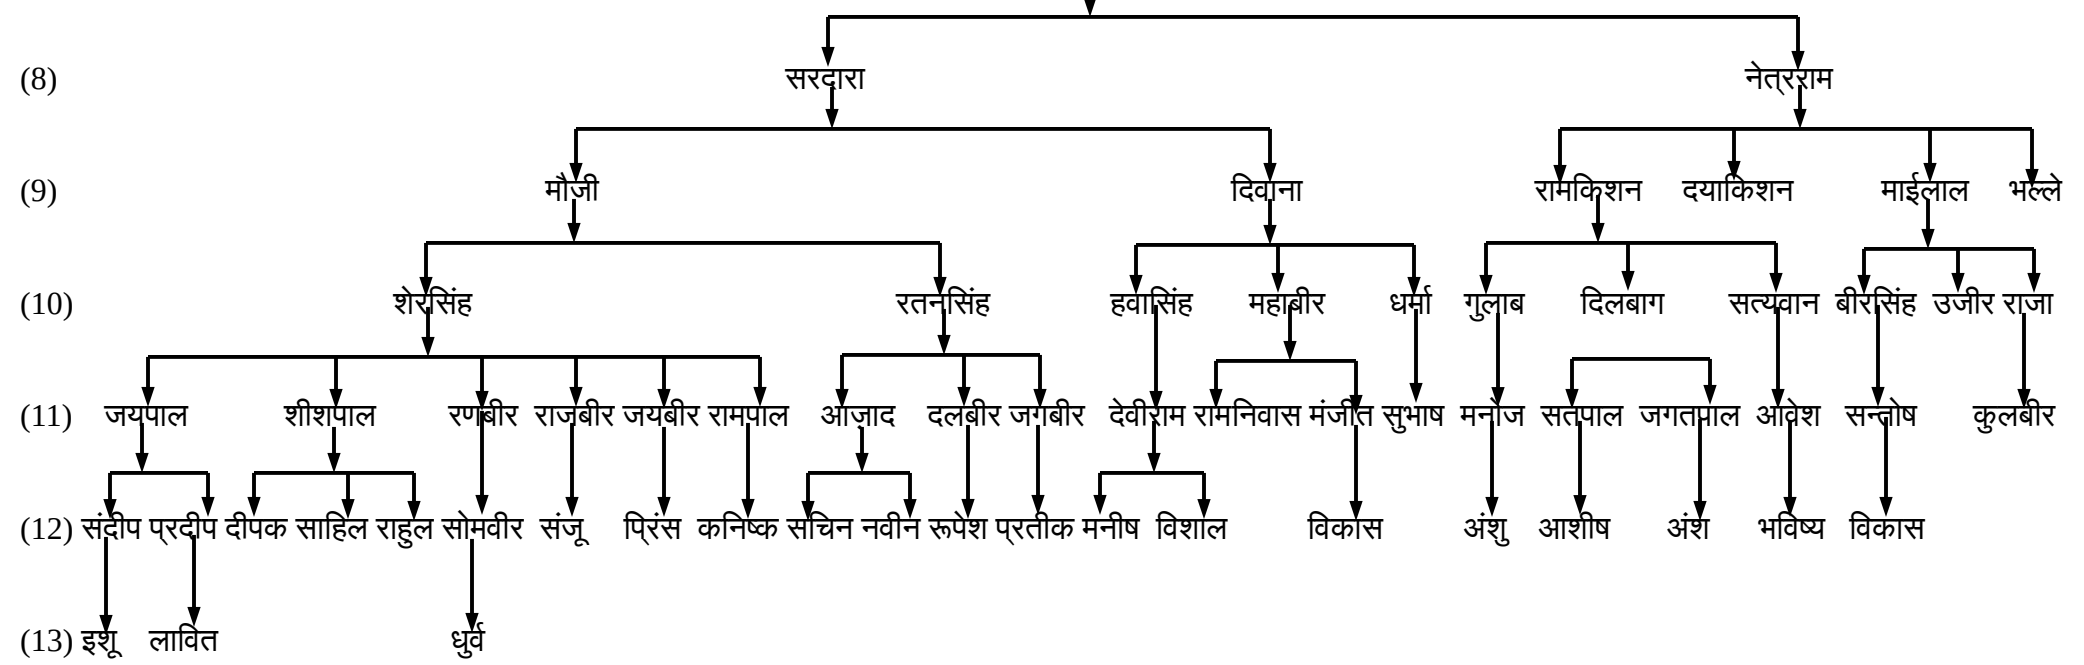 (8) सरदारा नेत्रराम
(9) मौजी दिवाना रामकिशन दयाकिशन माईलाल भल्ले
(10) शेरसिंह रतनसिंह हवासिंह महाबीर धर्मा गुलाब दिलबाग सत्यवान बीरसिंह उजीर राजा
(11) जयपाल शीशपाल रणबीर राजबीर जयबीर रामपाल आज़ाद दलबीर जगबीर देवीराम रामनिवास मंजीत सुभाष मनोज सतपाल जगतपाल आवेश सन्तोष कुलबीर
(12) संदीप प्रदीप दीपक साहिल राहुल सोमवीर संजू प्रिंस कनिष्क सचिन नवीन रूपेश प्रतीक मनीष विशाल विकास अंशु आशीष अंश भविष्य विकास
(13) इशू लावित धुर्व